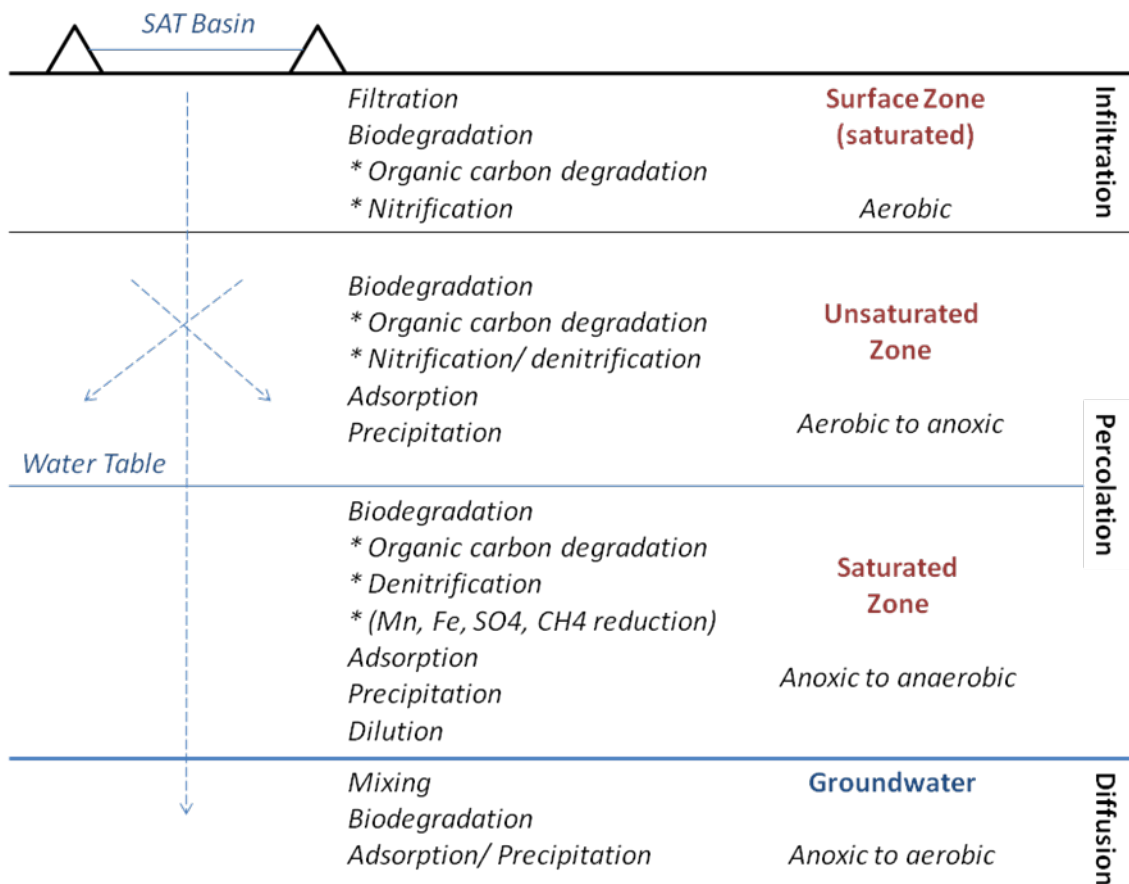 SAT Basin
Filtration
Biodegradation
* Organic carbon degradation
* Nitrification
Surface Zone
(saturated)
Aerobic
Infiltration
Biodegradation
* Organic carbon degradation
* Nitrification/ denitrification
Adsorption
Precipitation
Unsaturated
Zone
Aerobic to anoxic
Water Table
Percolation
Biodegradation
* Organic carbon degradation
* Denitrification
* (Mn, Fe, SO4, CH4 reduction)
Adsorption
Precipitation
Dilution
Saturated
Zone
Anoxic to anaerobic
Mixing
Biodegradation
Adsorption/ Precipitation
Groundwater
Anoxic to aerobic
Diffusion